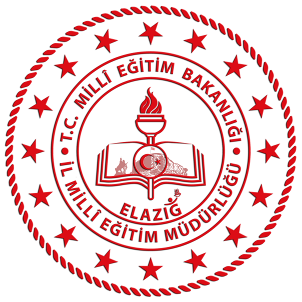 T.C. MİLLÎ EĞİTİM BAKANLIĞI
ELAZIĞ
İL MİLLÎ EĞİTİM MÜDÜRLÜĞÜ